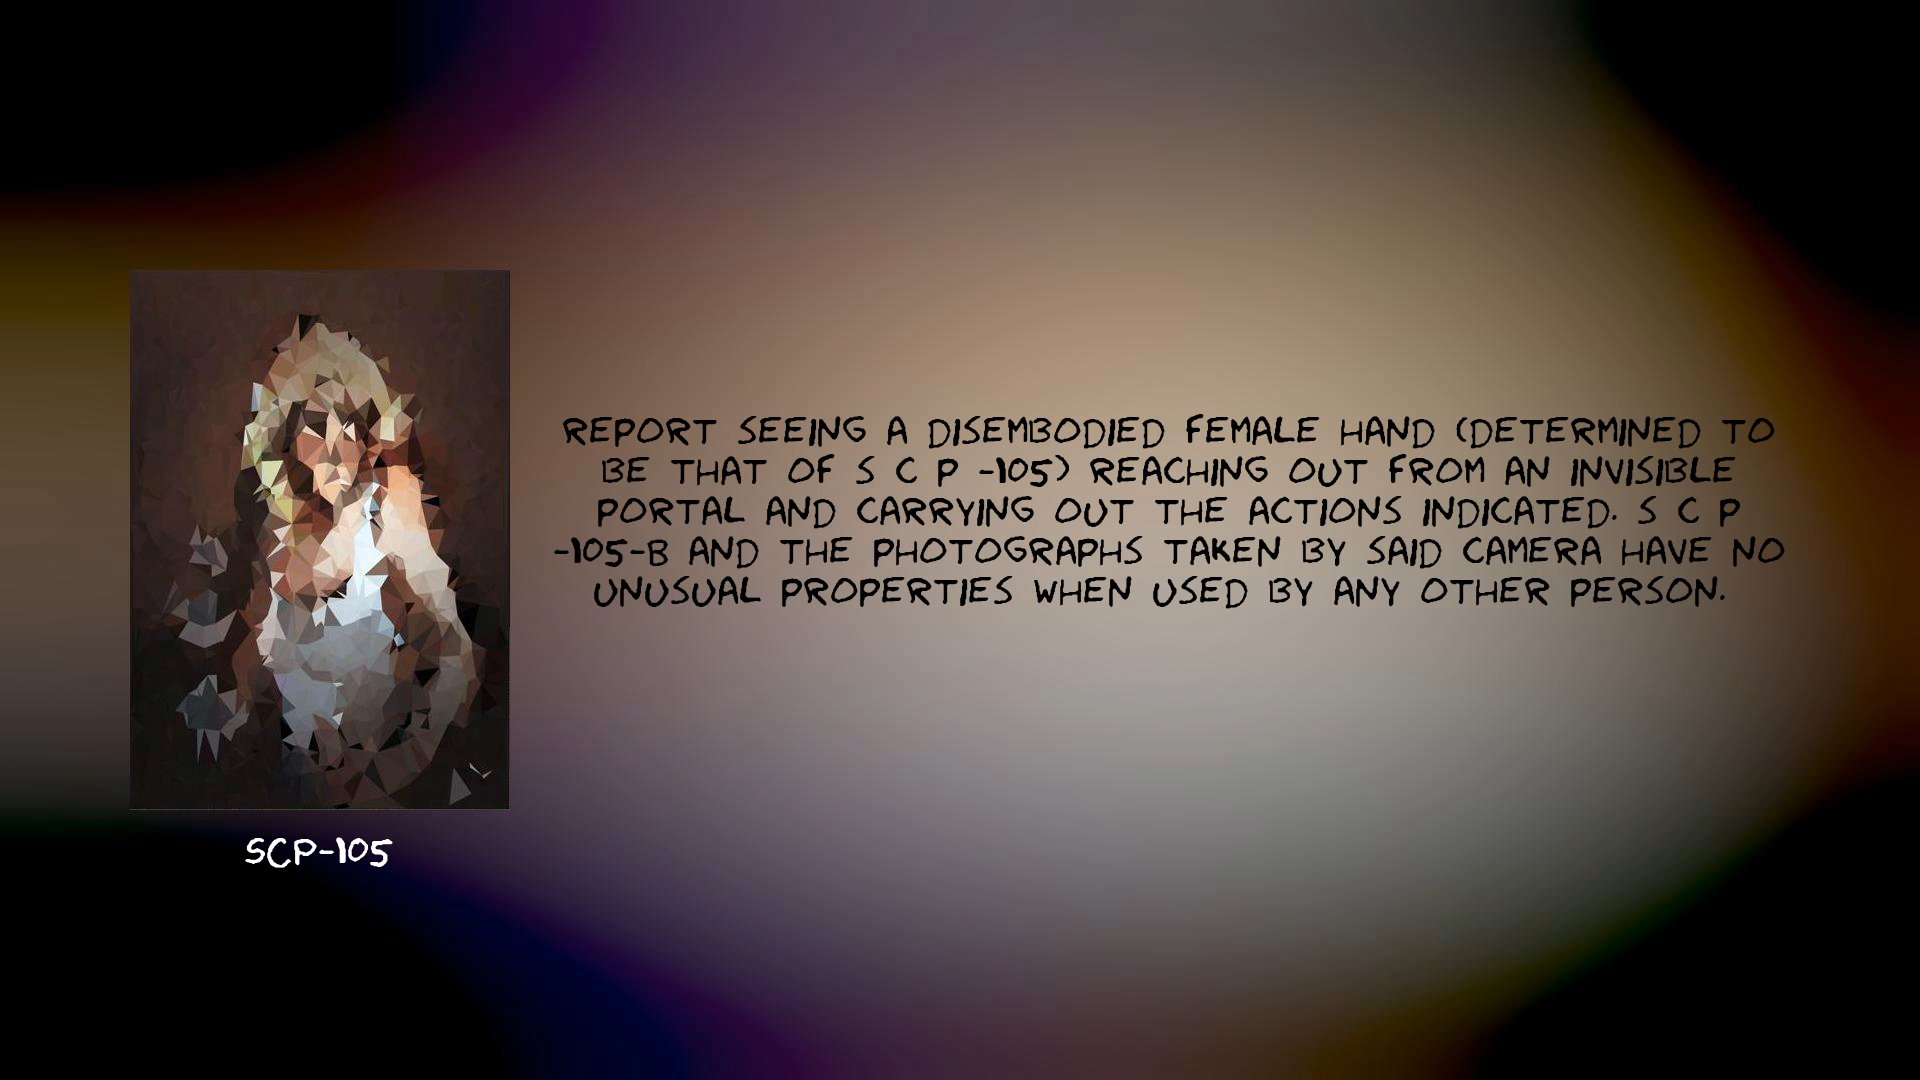 REPORT SEEING A DISEMBODIED FEMALE HAND (DETERMINED TO
BE THAT OF S C P -105) REACHING OUT FROM AN INVISIBLE
PORTAL AND CARRYING OUT THE ACTIONS INDICATED. S C P
-105-B AND THE PHOTOGRAPHS TAKEN BY SAID CAMERA HAVE NO
UNUSUAL PROPERTIES WHEN USED BY ANY OTHER PERSON.
SCP-105